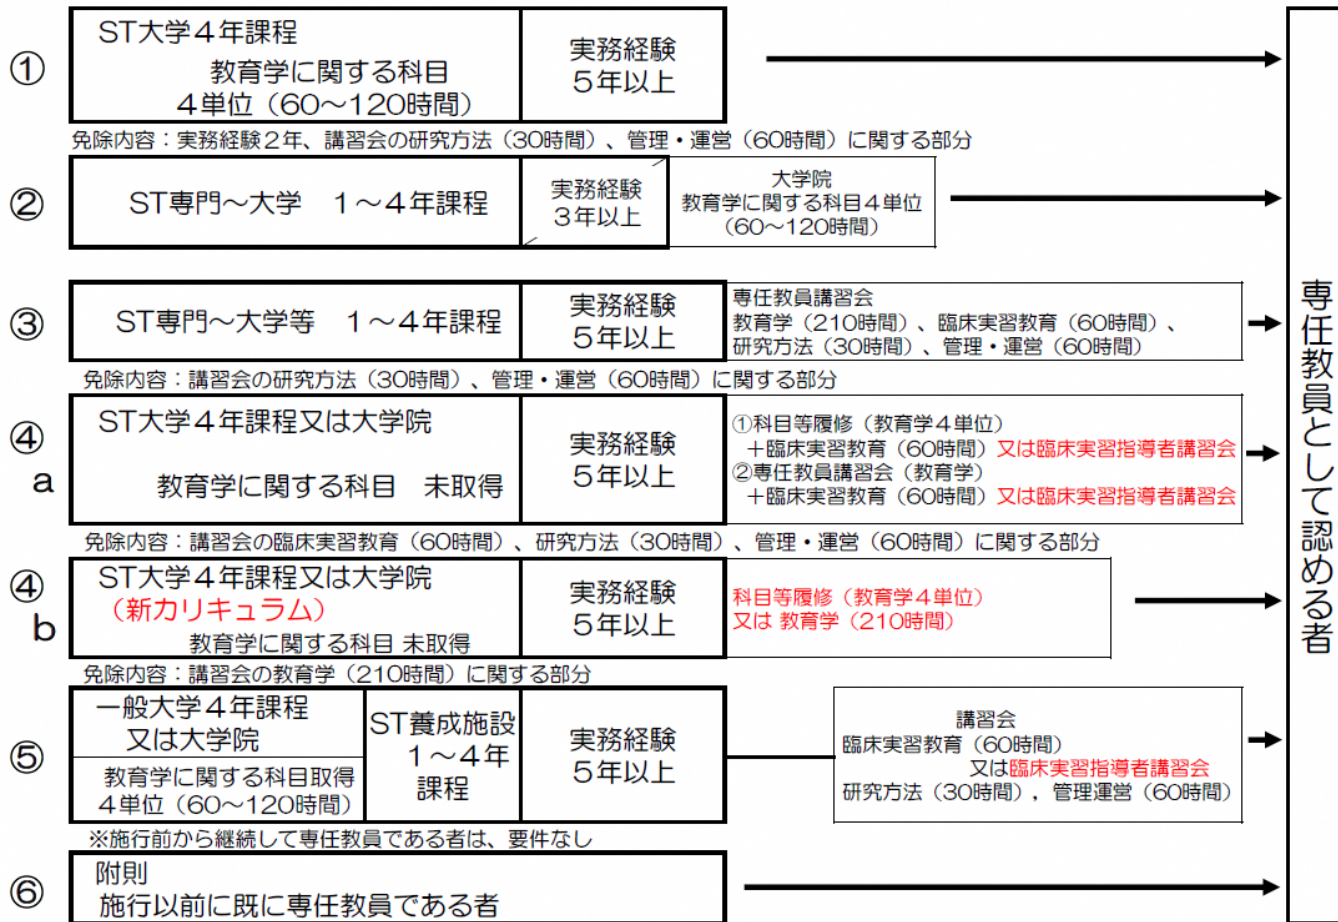 ①
ST大学４年課程
教育学に関する科目
４単位（60～120時間）
実務経験
５年以上
免除内容：実務経験２年、講習会の研究方法（30時間）、管理・運営（60時間）に関する部分
②
ST専門～大学　１～４年課程
実務経験
３年以上
大学院
教育学に関する科目４単位
（60～120時間）
③
ST専門～大学等　１～４年課程
実務経験
５年以上
専任教員講習会
教育学（210時間）、臨床実習教育（60時間）、
研究方法（30時間）、管理・運営（60時間）
免除内容：講習会の研究方法（30時間）、管理・運営（60時間）に関する部分
④
a
ST大学４年課程又は大学院
教育学に関する科目　未取得
実務経験
５年以上
①科目等履修（教育学４単位）
＋臨床実習教育（60時間）又は臨床実習指導者講習会
②専任教員講習会（教育学）
＋臨床実習教育（60時間）又は臨床実習指導者講習会
免除内容：講習会の臨床実習教育（60時間）、研究方法（30時間）、管理・運営（60時間）に関する部分
④
b
ST大学４年課程又は大学院
（新カリキュラム）
教育学に関する科目 未取得
実務経験
５年以上
科目等履修（教育学４単位）
又は 教育学（210時間）
免除内容：講習会の教育学（210時間）に関する部分
⑤
一般大学４年課程
又は大学院
教育学に関する科目取得
４単位（60～120時間）
ST養成施設
１～４年
課程
実務経験
５年以上
講習会
臨床実習教育（60時間）
又は臨床実習指導者講習会
研究方法（30時間），管理運営（60時間）
※施行前から継続して専任教員である者は、要件なし
⑥
附則
施行以前に既に専任教員である者
専任教員として認める者